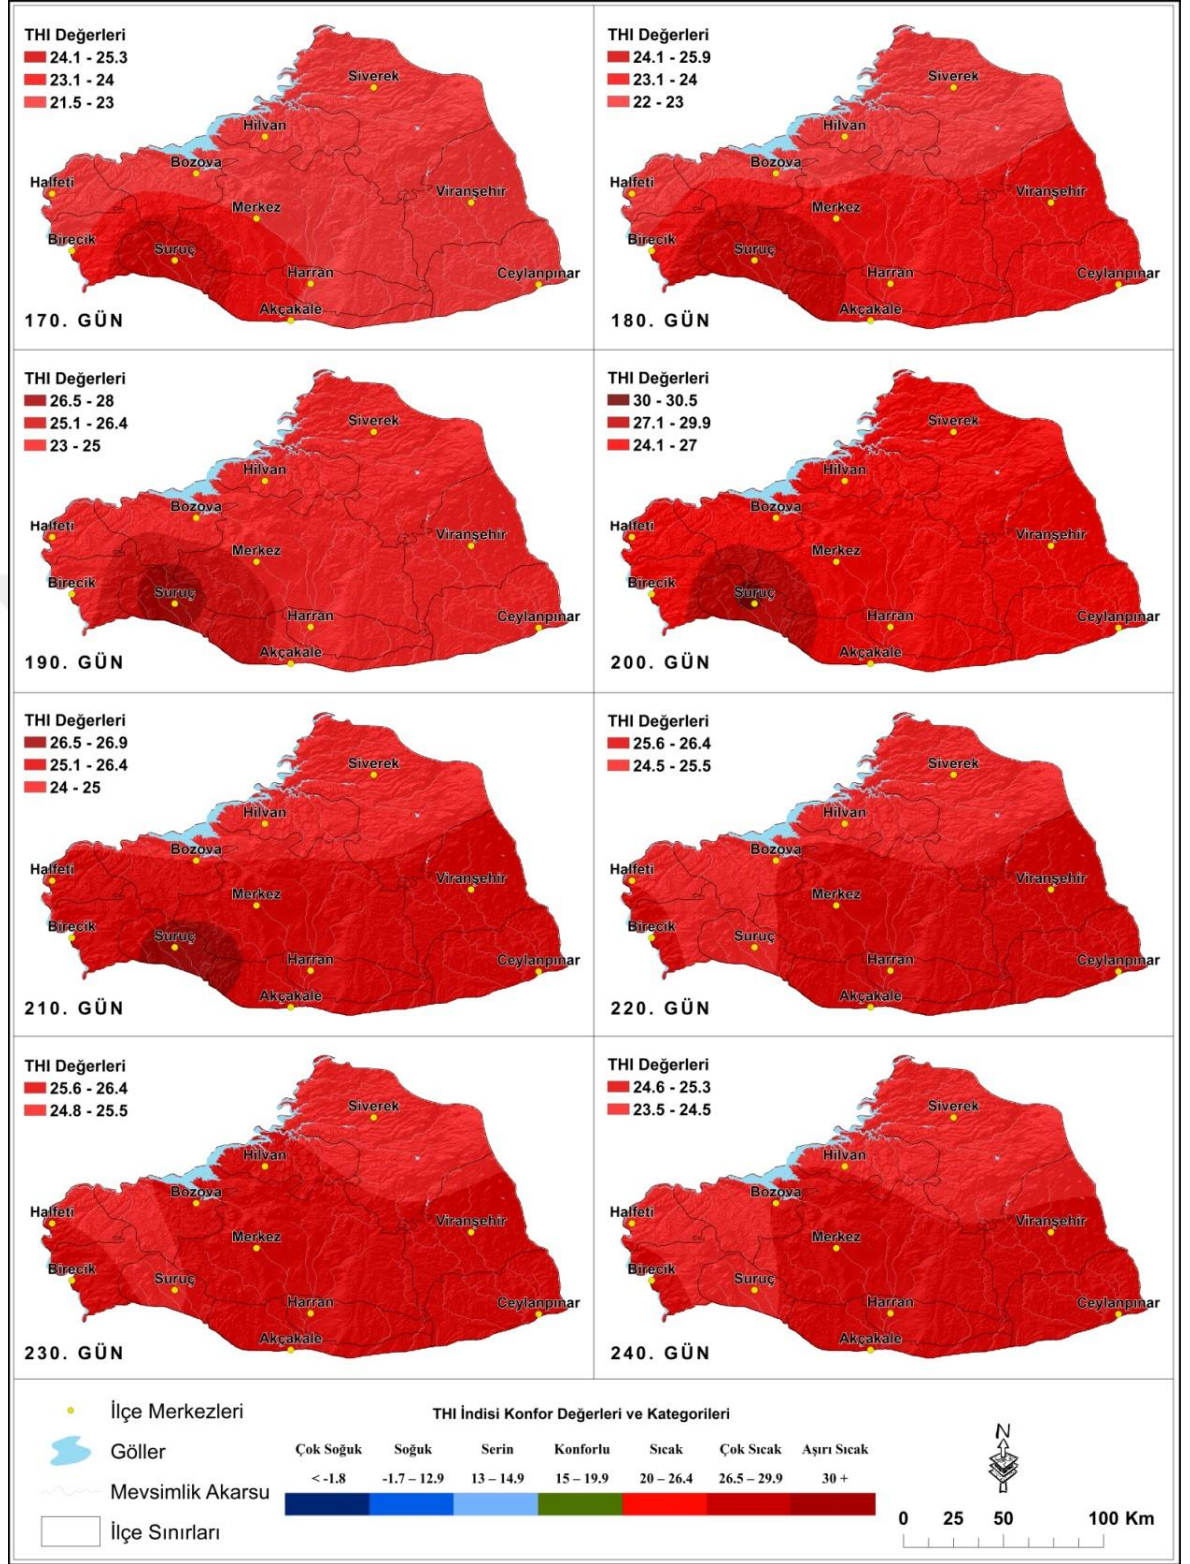 THI Değerleri
24.1 - 25.3
23.1 - 24
21.5 - 23
Siverek
Hilvan
Bozova
Halfeti
Viranşehir
Merkez
Birecik
Suruç
Harran
Ceylanpınar
Akçakale
170. GÜN
THI Değerleri
24.1 - 25.9
23.1 - 24
22 - 23
Siverek
Hilvan
Bozova
Halfeti
Viranşehir
Merkez
Birecik
Suruç
Harran
Ceylanpınar
Akçakale
180. GÜN
THI Değerleri
26.5 - 28
25.1 - 26.4
23 - 25
Siverek
Hilvan
Bozova
Halfeti
Viranşehir
Merkez
Birecik
Suruç
Harran
Ceylanpınar
Akçakale
190. GÜN
THI Değerleri
30 - 30.5
27.1 - 29.9
24.1 - 27
Siverek
Hilvan
Bozova
Halfeti
Viranşehir
Merkez
Birecik
Suruç
Harran
Ceylanpınar
Akçakale
200. GÜN
THI Değerleri
26.5 - 26.9
25.1 - 26.4
24 - 25
Siverek
Hilvan
Bozova
Halfeti
Viranşehir
Merkez
Birecik
Suruç
Harran
Ceylanpınar
Akçakale
210. GÜN
THI Değerleri
25.6 - 26.4
24.5 - 25.5
Siverek
Hilvan
Bozova
Halfeti
Viranşehir
Merkez
Birecik
Suruç
Harran
Ceylanpınar
Akçakale
220. GÜN
THI Değerleri
25.6 - 26.4
24.8 - 25.5
Siverek
Hilvan
Bozova
Halfeti
Viranşehir
Merkez
Birecik
Suruç
Harran
Ceylanpınar
Akçakale
230. GÜN
THI Değerleri
24.6 - 25.3
23.5 - 24.5
Siverek
Hilvan
Bozova
Halfeti
Viranşehir
Merkez
Birecik
Suruç
Harran
Ceylanpınar
Akçakale
240. GÜN
İlçe Merkezleri
Göller
Mevsimlik Akarsu
İlçe Sınırları
THI İndisi Konfor Değerleri ve Kategorileri
Çok Soğuk Soğuk Serin Konforlu Sıcak Çok Sıcak Aşırı Sıcak
< -1.8 -1.7 – 12.9 13 – 14.9 15 – 19.9 20 – 26.4 26.5 – 29.9 30 +
N
0 25 50 100 Km